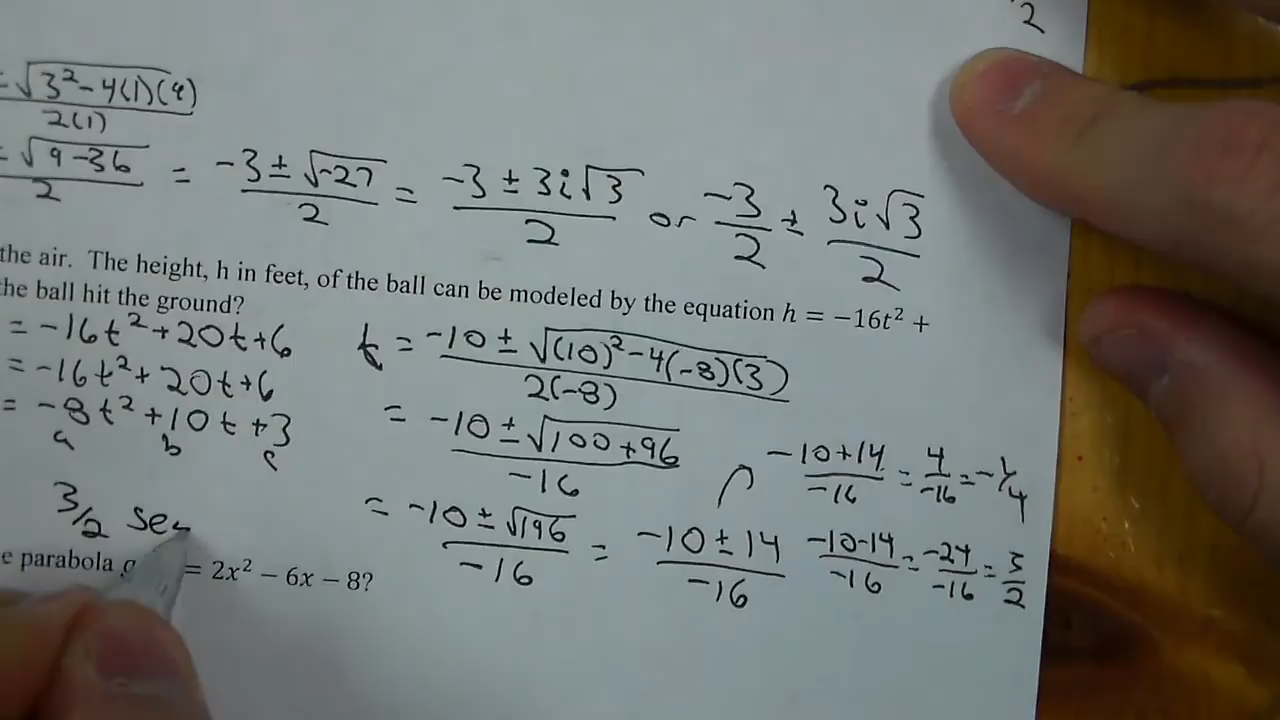 2
= √3² - 4(1)(9) / 2(1)
= √9 - 36 / 2 = -3 ± √-27 / 2 = -3 ± 3i√3 / 2 or -3/2 ± 3i√3 / 2
the air. The height, h in feet, of the ball can be modeled by the equation h = −16t² +
the ball hit the ground?
= -16t² + 20t + 6
= -16t² + 20t + 6
= -8t² + 10t + 3
a b c
t = -10 ± √(10)² - 4(-8)(3) / 2(-8)
= -10 ± √100 + 96 / -16
= -10 ± √196 / -16 = -10 ± 14 / -16
-10 + 14 / -16 = 4 / -16 = -1/4
-10 - 14 / -16 = -24 / -16 = 3/2
3/2 sec
e parabola = 2x² − 6x − 8?